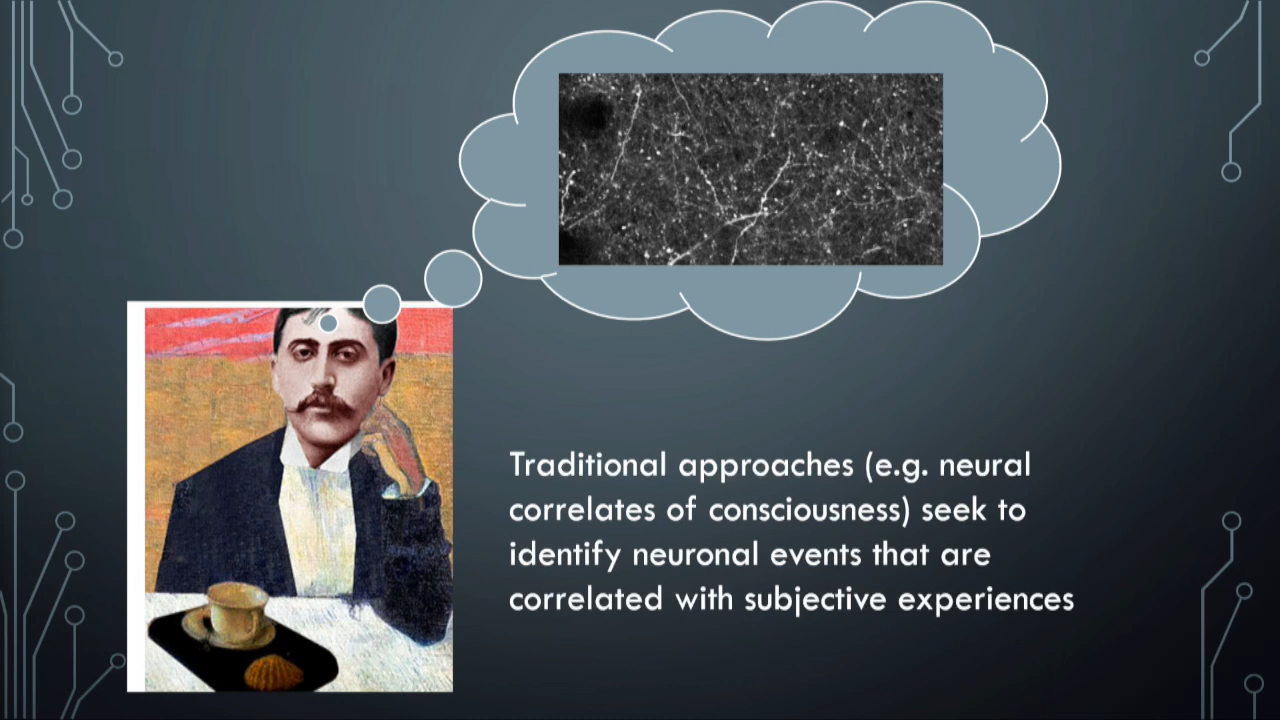 Traditional approaches (e.g. neural
correlates of consciousness) seek to
identify neuronal events that are
correlated with subjective experiences